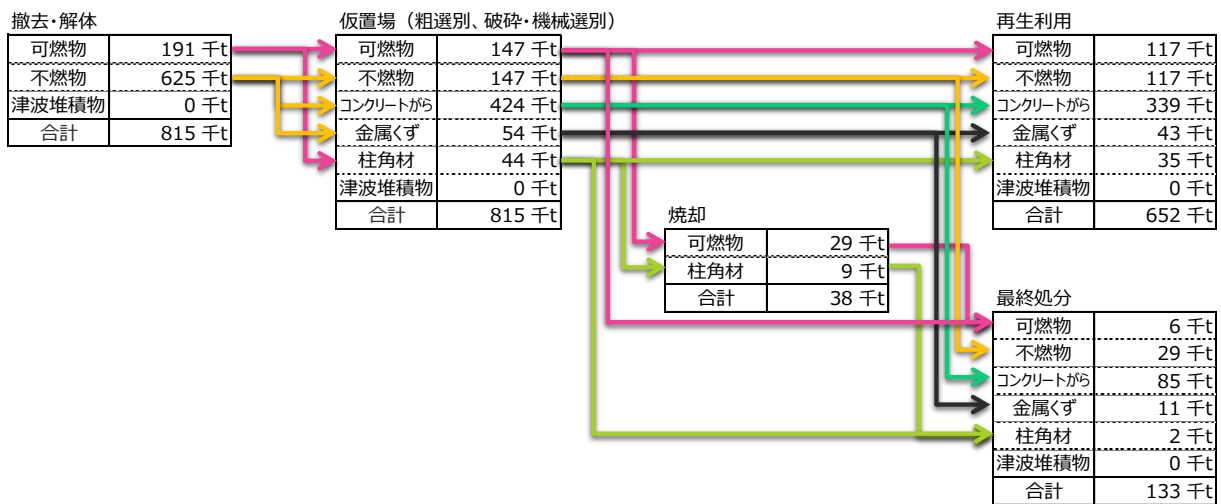 撤去・解体
可燃物 191 千t
不燃物 625 千t
津波堆積物 0 千t
合計 815 千t
仮置場（粗選別、破砕・機械選別）
可燃物 147 千t
不燃物 147 千t
コンクリートがら 424 千t
金属くず 54 千t
柱角材 44 千t
津波堆積物 0 千t
合計 815 千t
焼却
可燃物 29 千t
柱角材 9 千t
合計 38 千t
再生利用
可燃物 117 千t
不燃物 117 千t
コンクリートがら 339 千t
金属くず 43 千t
柱角材 35 千t
津波堆積物 0 千t
合計 652 千t
最終処分
可燃物 6 千t
不燃物 29 千t
コンクリートがら 85 千t
金属くず 11 千t
柱角材 2 千t
津波堆積物 0 千t
合計 133 千t